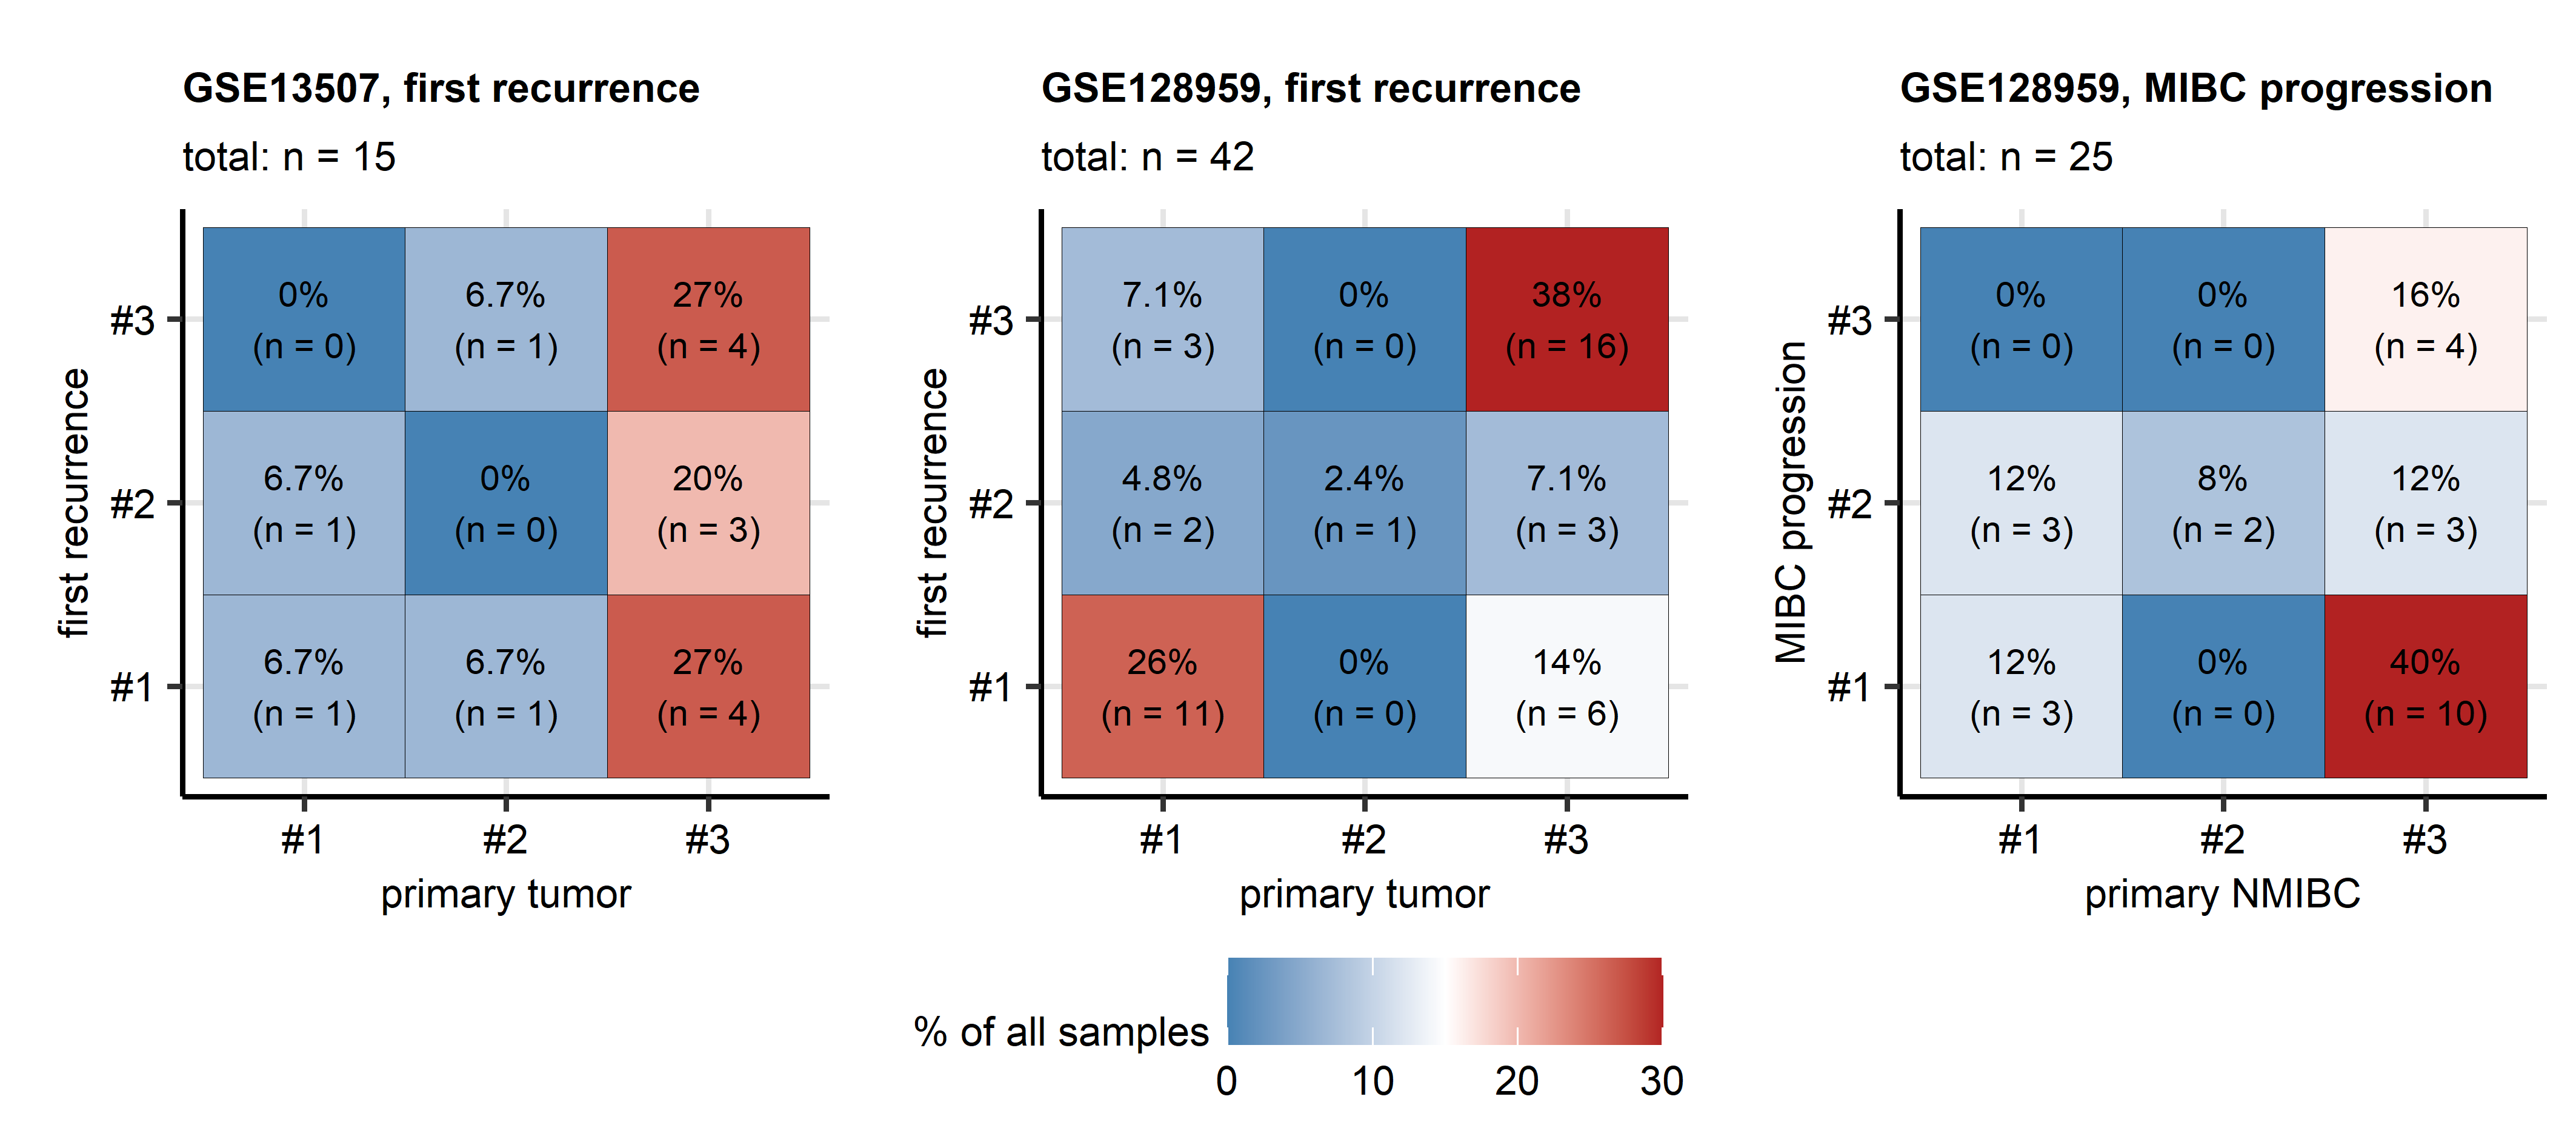 GSE13507, first recurrence
total: n = 15
first recurrence
#3
0%
(n = 0)
6.7%
(n = 1)
27%
(n = 4)
#2
6.7%
(n = 1)
0%
(n = 0)
20%
(n = 3)
#1
6.7%
(n = 1)
6.7%
(n = 1)
27%
(n = 4)
#1
#2
#3
primary tumor
GSE128959, first recurrence
total: n = 42
first recurrence
#3
7.1%
(n = 3)
0%
(n = 0)
38%
(n = 16)
#2
4.8%
(n = 2)
2.4%
(n = 1)
7.1%
(n = 3)
#1
26%
(n = 11)
0%
(n = 0)
14%
(n = 6)
#1
#2
#3
primary tumor
GSE128959, MIBC progression
total: n = 25
MIBC progression
#3
0%
(n = 0)
0%
(n = 0)
16%
(n = 4)
#2
12%
(n = 3)
8%
(n = 2)
12%
(n = 3)
#1
12%
(n = 3)
0%
(n = 0)
40%
(n = 10)
#1
#2
#3
primary NMIBC
% of all samples
0
10
20
30